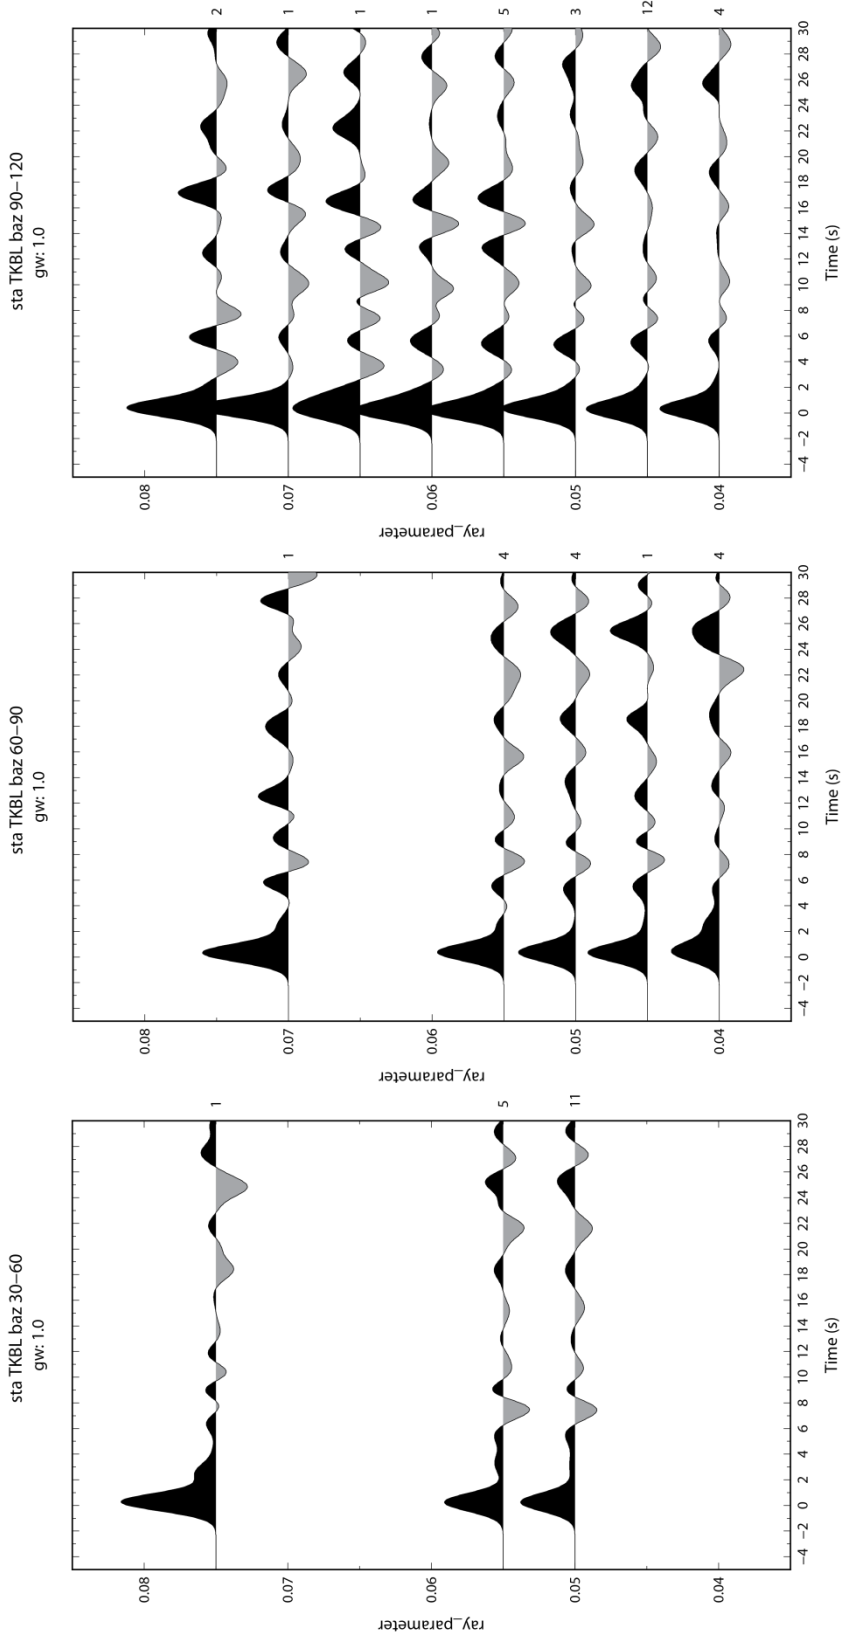 sta TKBL baz 30–60
gw: 1.0
ray_parameter
0.08
0.07
0.06
0.05
0.04
1
5
11
−4 −2 0 2 4 6 8 10 12 14 16 18 20 22 24 26 28 30
Time (s)
sta TKBL baz 60–90
gw: 1.0
ray_parameter
0.08
0.07
0.06
0.05
0.04
1
4
4
1
4
−4 −2 0 2 4 6 8 10 12 14 16 18 20 22 24 26 28 30
Time (s)
sta TKBL baz 90–120
gw: 1.0
ray_parameter
0.08
0.07
0.06
0.05
0.04
2
1
1
1
5
3
12
4
−4 −2 0 2 4 6 8 10 12 14 16 18 20 22 24 26 28 30
Time (s)